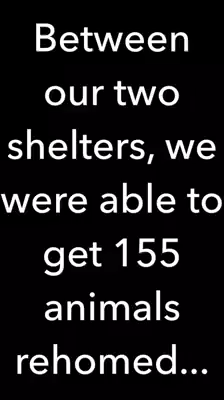 Between
our two
shelters, we
were able to
get 155
animals
rehomed...